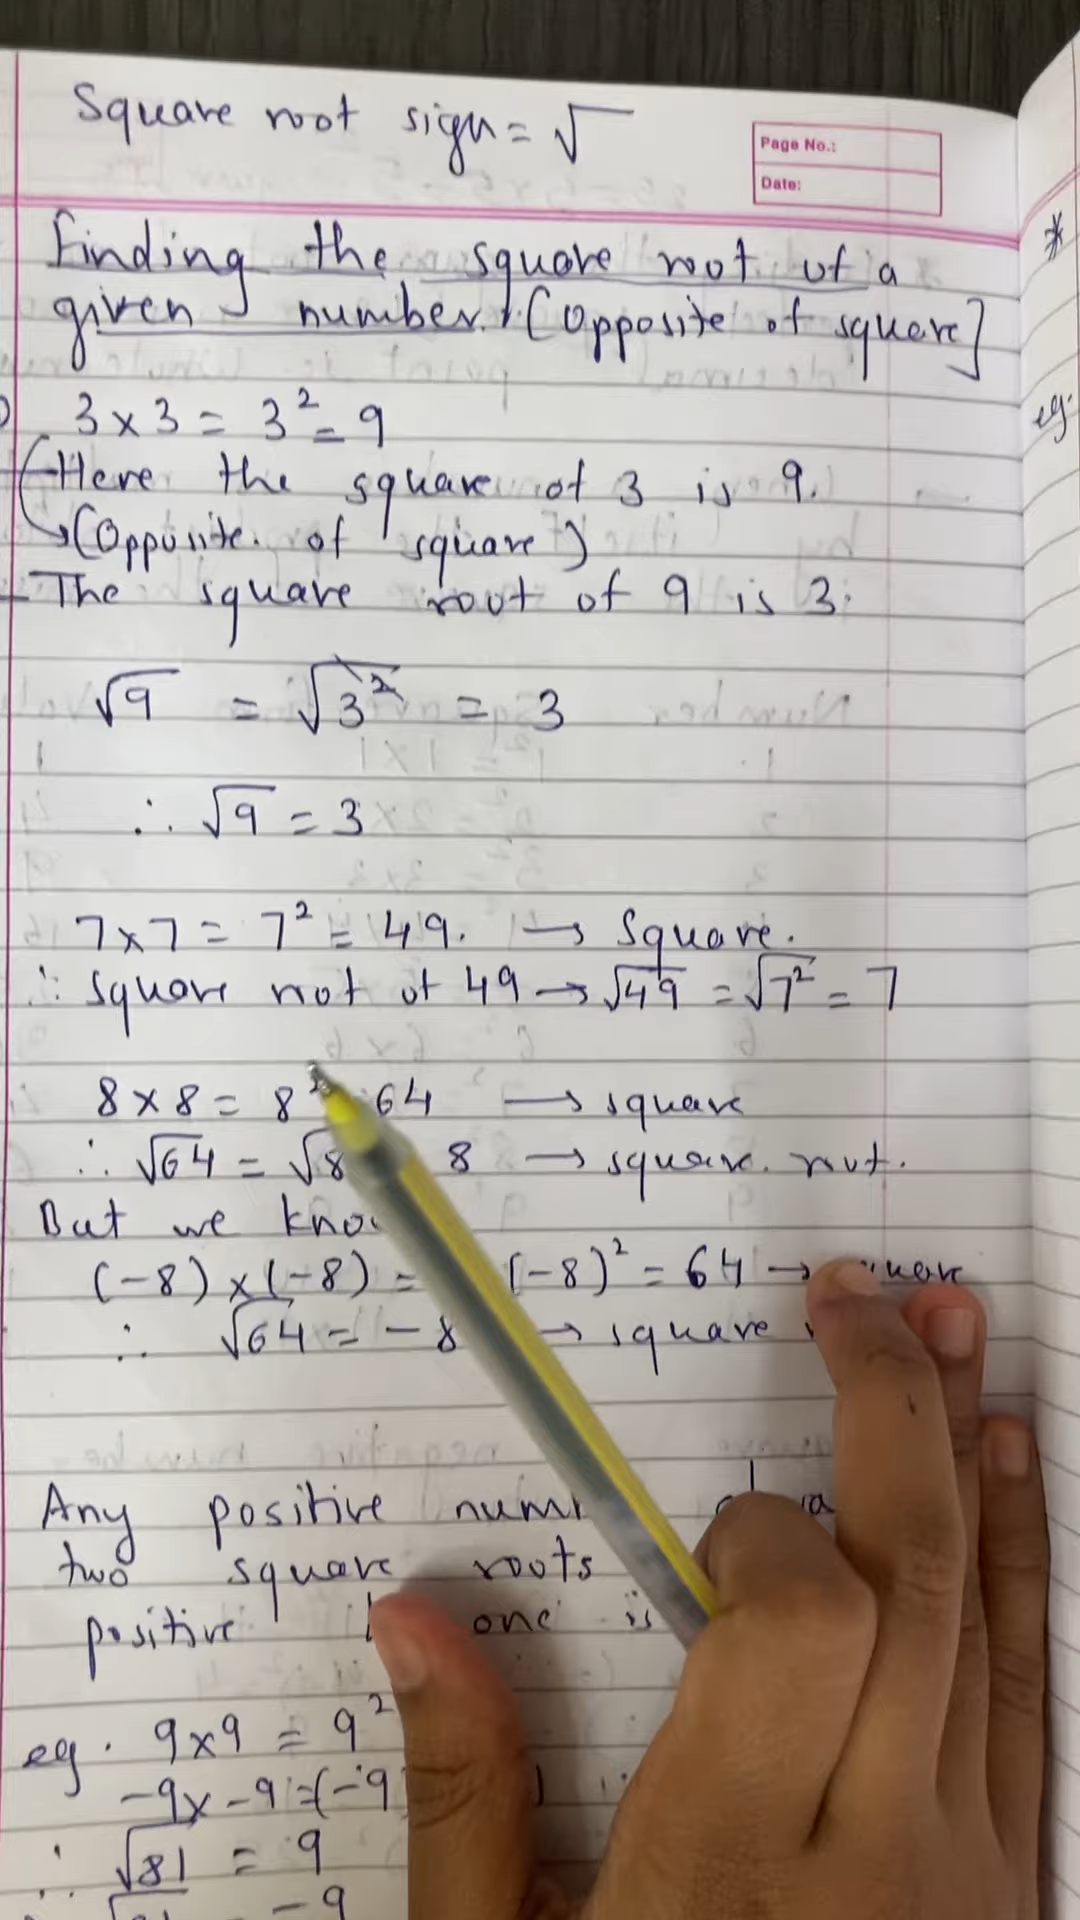 Square root sign = √
Page No.:
Date:
Finding the square root of a
given number. [Opposite of square]
3 × 3 = 3² = 9
Here the square of 3 is 9.
(Opposite of square)
The square root of 9 is 3.
√9 = √3² = 3
∴ √9 = 3
7 × 7 = 7² = 49. → Square.
∴ square root of 49 → √49 = √7² = 7
8 × 8 = 8² 64 → square
∴ √64 = √8 8 → square root.
But we
(-8) × (-8) = (-8)² = 64 →
∴ √64 = -8 → square
Any positive
two square roots
positive one is
eg. 9 × 9 = 9²
-9 × -9 = (-9
∴ √81 = 9
-9
*
eg.